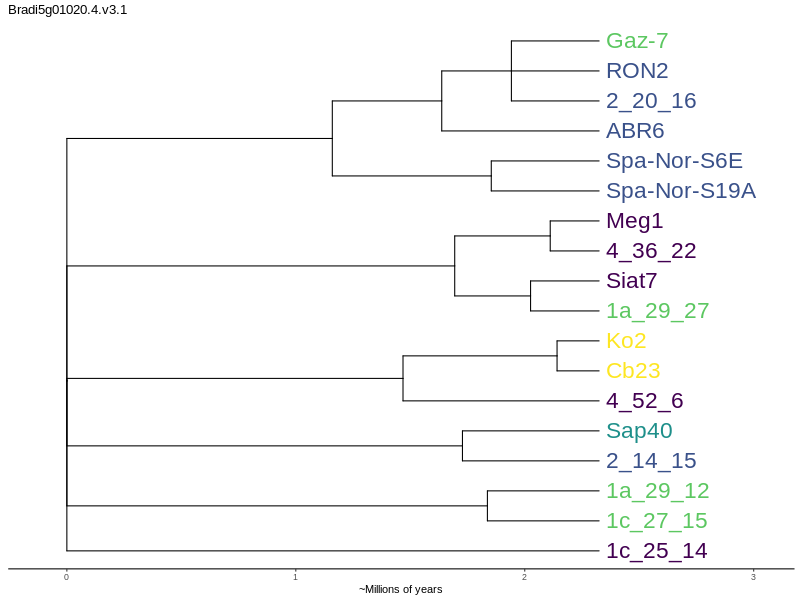 Bradi5g01020.4.v3.1
Gaz-7
RON2
2_20_16
ABR6
Spa-Nor-S6E
Spa-Nor-S19A
Meg1
4_36_22
Siat7
1a_29_27
Ko2
Cb23
4_52_6
Sap40
2_14_15
1a_29_12
1c_27_15
1c_25_14
0 1 2 3
~Millions of years